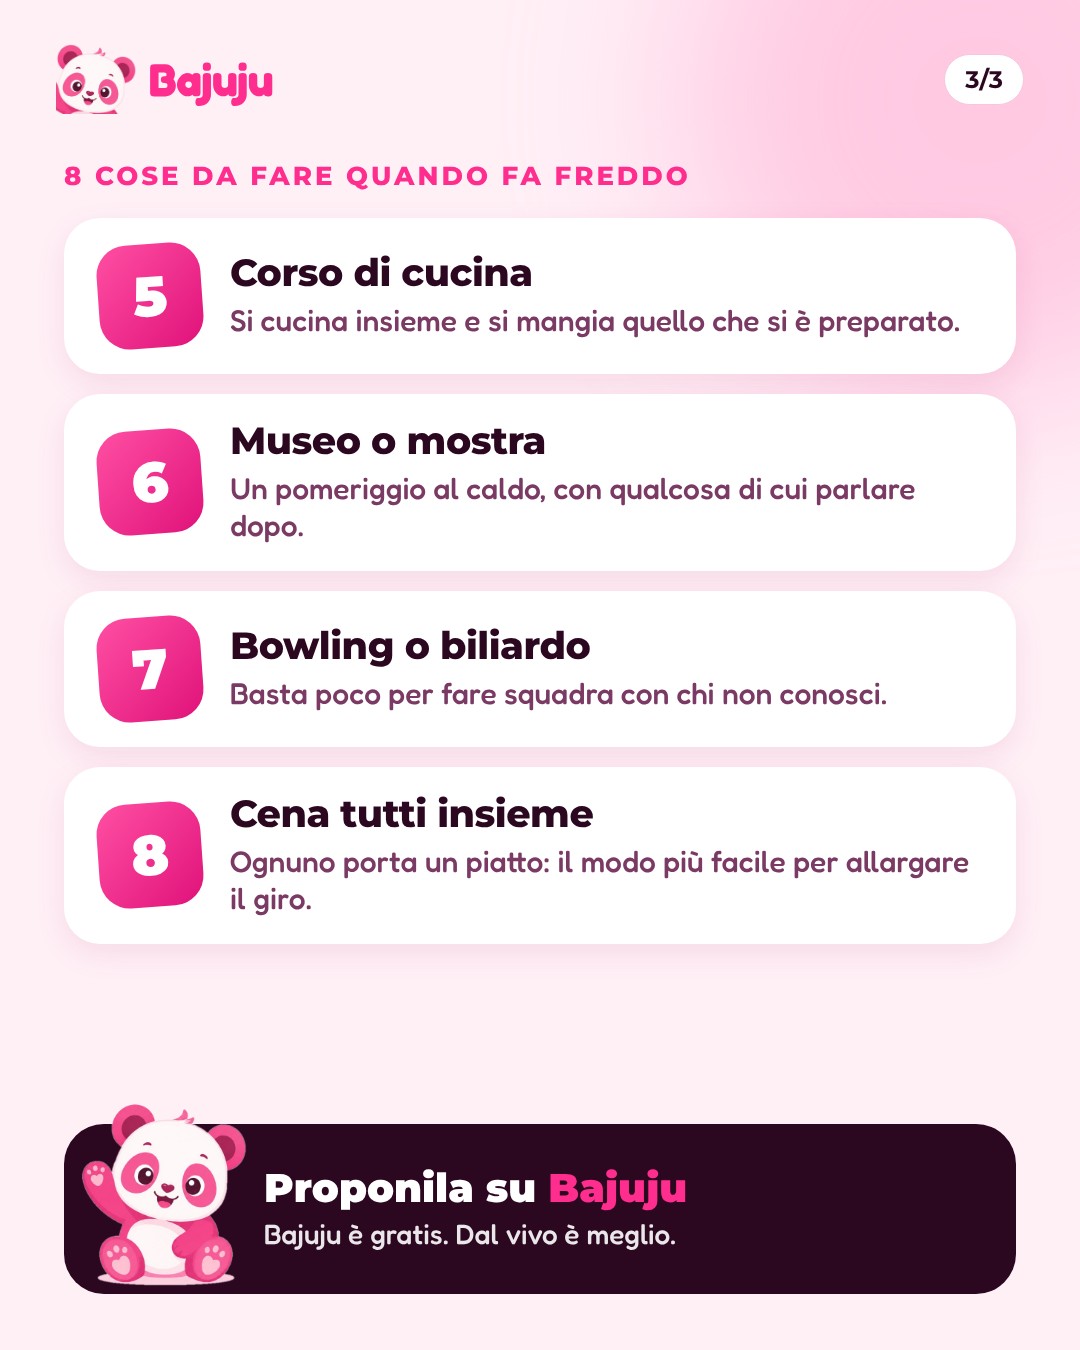 Bajuju
3/3
8 COSE DA FARE QUANDO FA FREDDO
5
Corso di cucina
Si cucina insieme e si mangia quello che si è preparato.
6
Museo o mostra
Un pomeriggio al caldo, con qualcosa di cui parlare
dopo.
7
Bowling o biliardo
Basta poco per fare squadra con chi non conosci.
8
Cena tutti insieme
Ognuno porta un piatto: il modo più facile per allargare
il giro.
Proponila su Bajuju
Bajuju è gratis. Dal vivo è meglio.